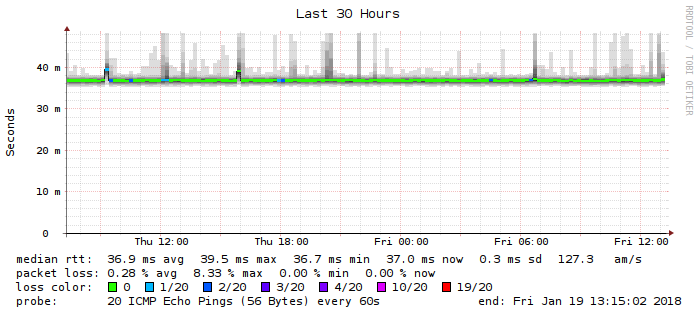 Last 30 Hours
RRDTOOL / TOBI OETIKER
Seconds
40 m
30 m
20 m
10 m
0
Thu 12:00 Thu 18:00 Fri 00:00 Fri 06:00 Fri 12:00
median rtt: 36.9 ms avg 39.5 ms max 36.7 ms min 37.0 ms now 0.3 ms sd 127.3 am/s
packet loss: 0.28 % avg 8.33 % max 0.00 % min 0.00 % now
loss color: 0 1/20 2/20 3/20 4/20 10/20 19/20
probe: 20 ICMP Echo Pings (56 Bytes) every 60s end: Fri Jan 19 13:15:02 2018